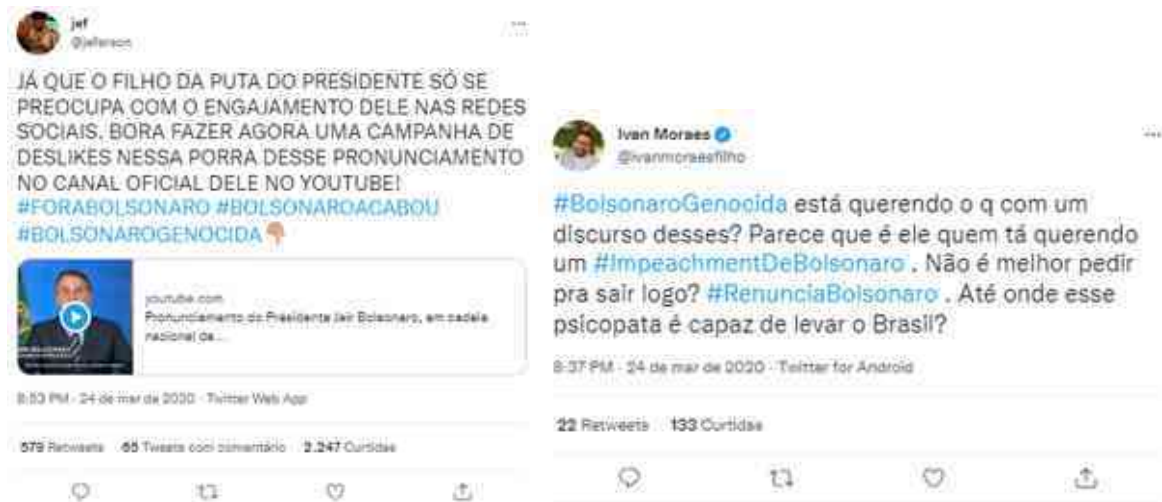 jef
@jeferson
JÁ QUE O FILHO DA PUTA DO PRESIDENTE SÓ SE
PREOCUPA COM O ENGAJAMENTO DELE NAS REDES
SOCIAIS, BORA FAZER AGORA UMA CAMPANHA DE
DESLIKES NESSA PORRA DESSE PRONUNCIAMENTO
NO CANAL OFICIAL DELE NO YOUTUBE!
#FORABOLSONARO #BOLSONAROACABOU
#BOLSONAROGENOCIDA
youtube.com
Pronunciamento do Presidente Jair Bolsonaro, em cadeia
nacional de...
8:53 PM · 24 de mar de 2020 · Twitter Web App
579 Retweets 65 Tweets com comentário 2.247 Curtidas
Ivan Moraes
@ivanmoraesfilho
#BolsonaroGenocida está querendo o q com um
discurso desses? Parece que é ele quem tá querendo
um #ImpeachmentDeBolsonaro . Não é melhor pedir
pra sair logo? #RenunciaBolsonaro . Até onde esse
psicopata é capaz de levar o Brasil?
8:37 PM · 24 de mar de 2020 · Twitter for Android
22 Retweets 133 Curtidas